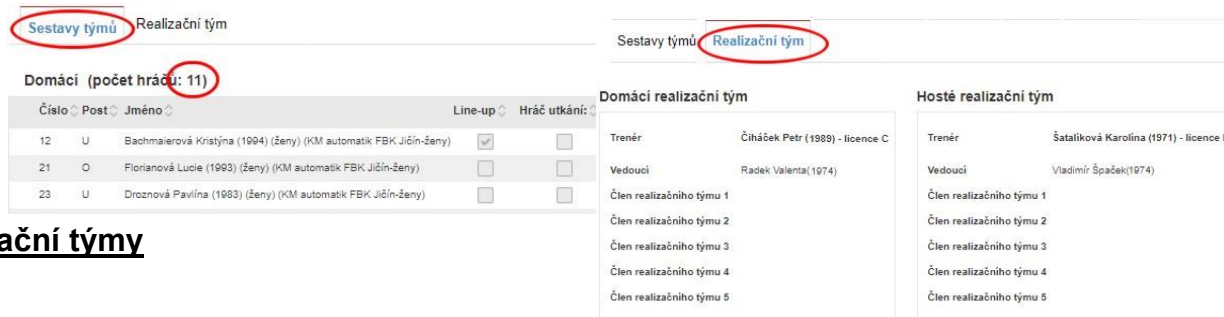 Sestavy týmů Realizační tým
Domácí (počet hráčů: 11)
Číslo Post Jméno Line-up Hráč utkání:
12 U Bachmaierová Kristýna (1994) (ženy) (KM automatik FBK Jičín-ženy)
21 O Florianová Lucie (1993) (ženy) (KM automatik FBK Jičín-ženy)
23 U Droznová Pavlína (1983) (ženy) (KM automatik FBK Jičín-ženy)
ační týmy
Sestavy týmů Realizační tým
Domácí realizační tým
Trenér Čiháček Petr (1989) - licence C
Vedoucí Radek Valenta(1974)
Člen realizačního týmu 1
Člen realizačního týmu 2
Člen realizačního týmu 3
Člen realizačního týmu 4
Člen realizačního týmu 5
Hosté realizační tým
Trenér Šatalíková Karolína (1971) - licence
Vedoucí Vladimír Špaček(1974)
Člen realizačního týmu 1
Člen realizačního týmu 2
Člen realizačního týmu 3
Člen realizačního týmu 4
Člen realizačního týmu 5